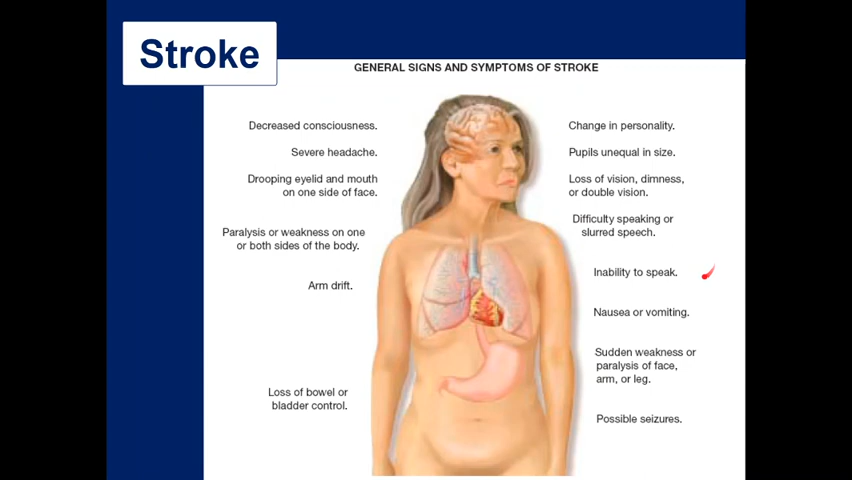 Stroke
GENERAL SIGNS AND SYMPTOMS OF STROKE
Decreased consciousness.
Severe headache.
Drooping eyelid and mouth
on one side of face.
Paralysis or weakness on one
or both sides of the body.
Arm drift.
Loss of bowel or
bladder control.
Change in personality.
Pupils unequal in size.
Loss of vision, dimness,
or double vision.
Difficulty speaking or
slurred speech.
Inability to speak.
Nausea or vomiting.
Sudden weakness or
paralysis of face,
arm, or leg.
Possible seizures.